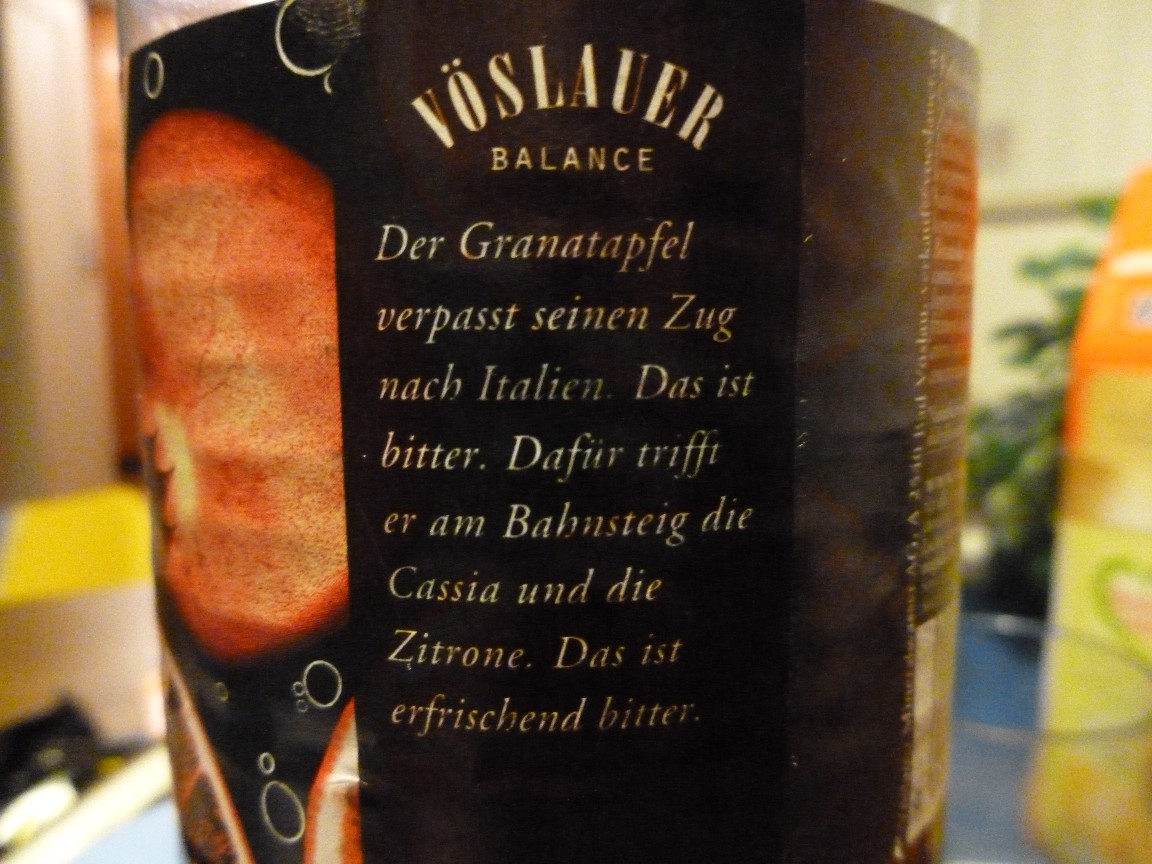 VÖSLAUER
BALANCE
Der Granatapfel
verpasst seinen Zug
nach Italien. Das ist
bitter. Dafür trifft
er am Bahnsteig die
Cassia und die
Zitrone. Das ist
erfrischend bitter.